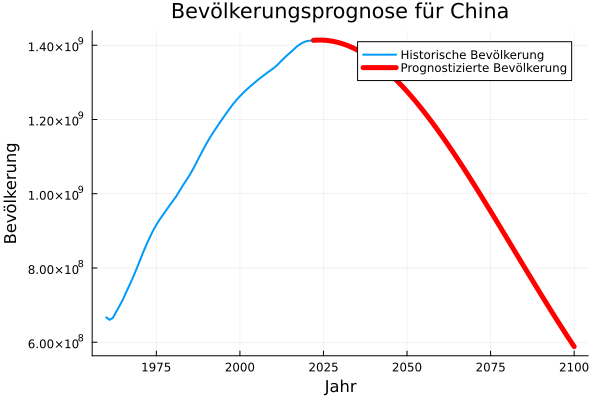 Bevölkerungsprognose für China
Bevölkerung
1.40×10⁹
1.20×10⁹
1.00×10⁹
8.00×10⁸
6.00×10⁸
Historische Bevölkerung
Prognostizierte Bevölkerung
1975 2000 2025 2050 2075 2100
Jahr